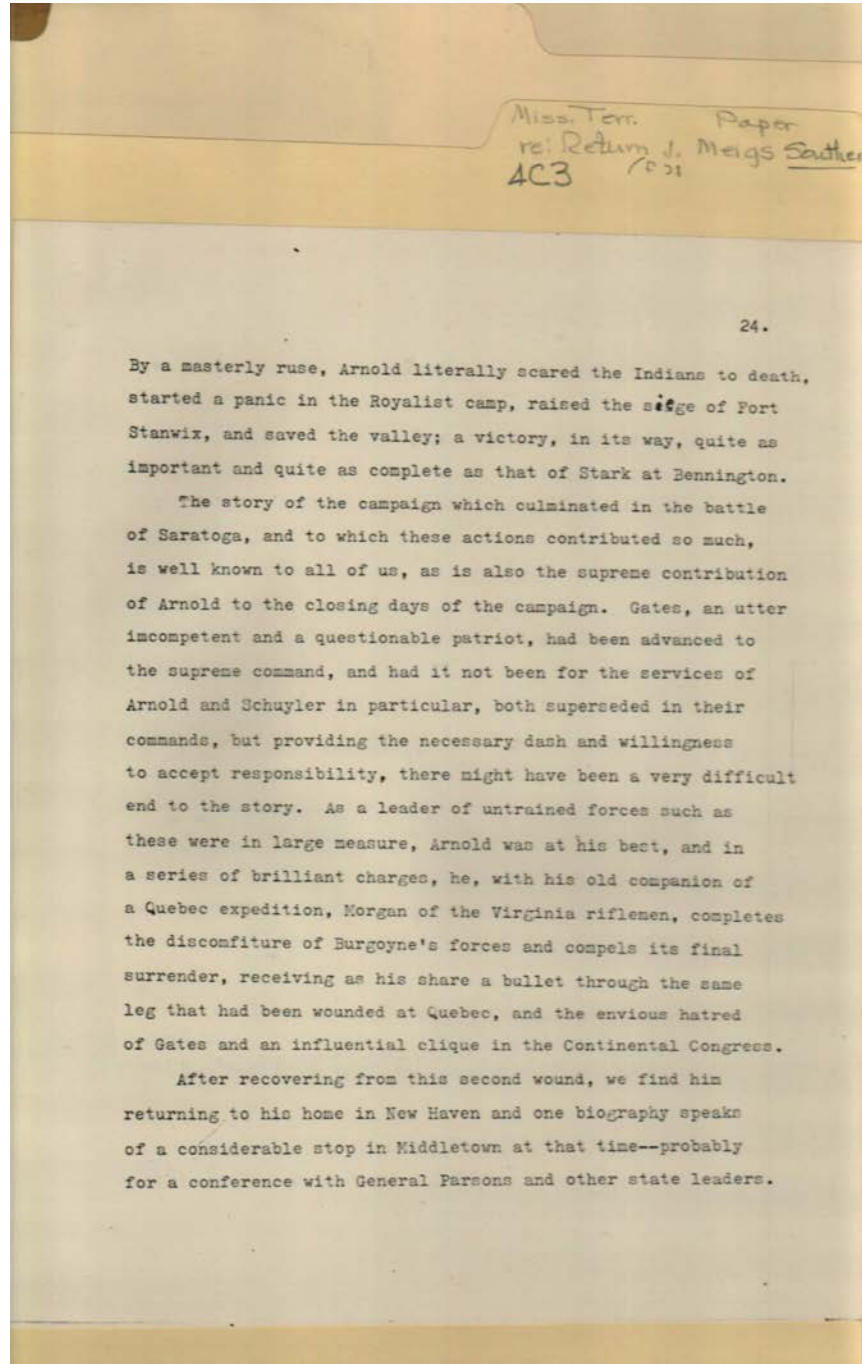 Miss. Terr. Paper
re: Return J. Meigs Souther
4C3
24.
By a masterly ruse, Arnold literally scared the Indians to death,
started a panic in the Royalist camp, raised the siege of Fort
Stanwix, and saved the valley; a victory, in its way, quite as
important and quite as complete as that of Stark at Bennington.
The story of the campaign which culminated in the battle
of Saratoga, and to which these actions contributed so much,
is well known to all of us, as is also the supreme contribution
of Arnold to the closing days of the campaign. Gates, an utter
imcompetent and a questionable patriot, had been advanced to
the supreme command, and had it not been for the services of
Arnold and Schuyler in particular, both superseded in their
commands, but providing the necessary dash and willingness
to accept responsibility, there might have been a very difficult
end to the story. As a leader of untrained forces such as
these were in large measure, Arnold was at his best, and in
a series of brilliant charges, he, with his old companion of
a Quebec expedition, Morgan of the Virginia riflemen, completes
the discomfiture of Burgoyne's forces and compels its final
surrender, receiving as his share a bullet through the same
leg that had been wounded at Quebec, and the envious hatred
of Gates and an influential clique in the Continental Congress.
After recovering from this second wound, we find him
returning to his home in New Haven and one biography speaks
of a considerable stop in Middletown at that time--probably
for a conference with General Parsons and other state leaders.